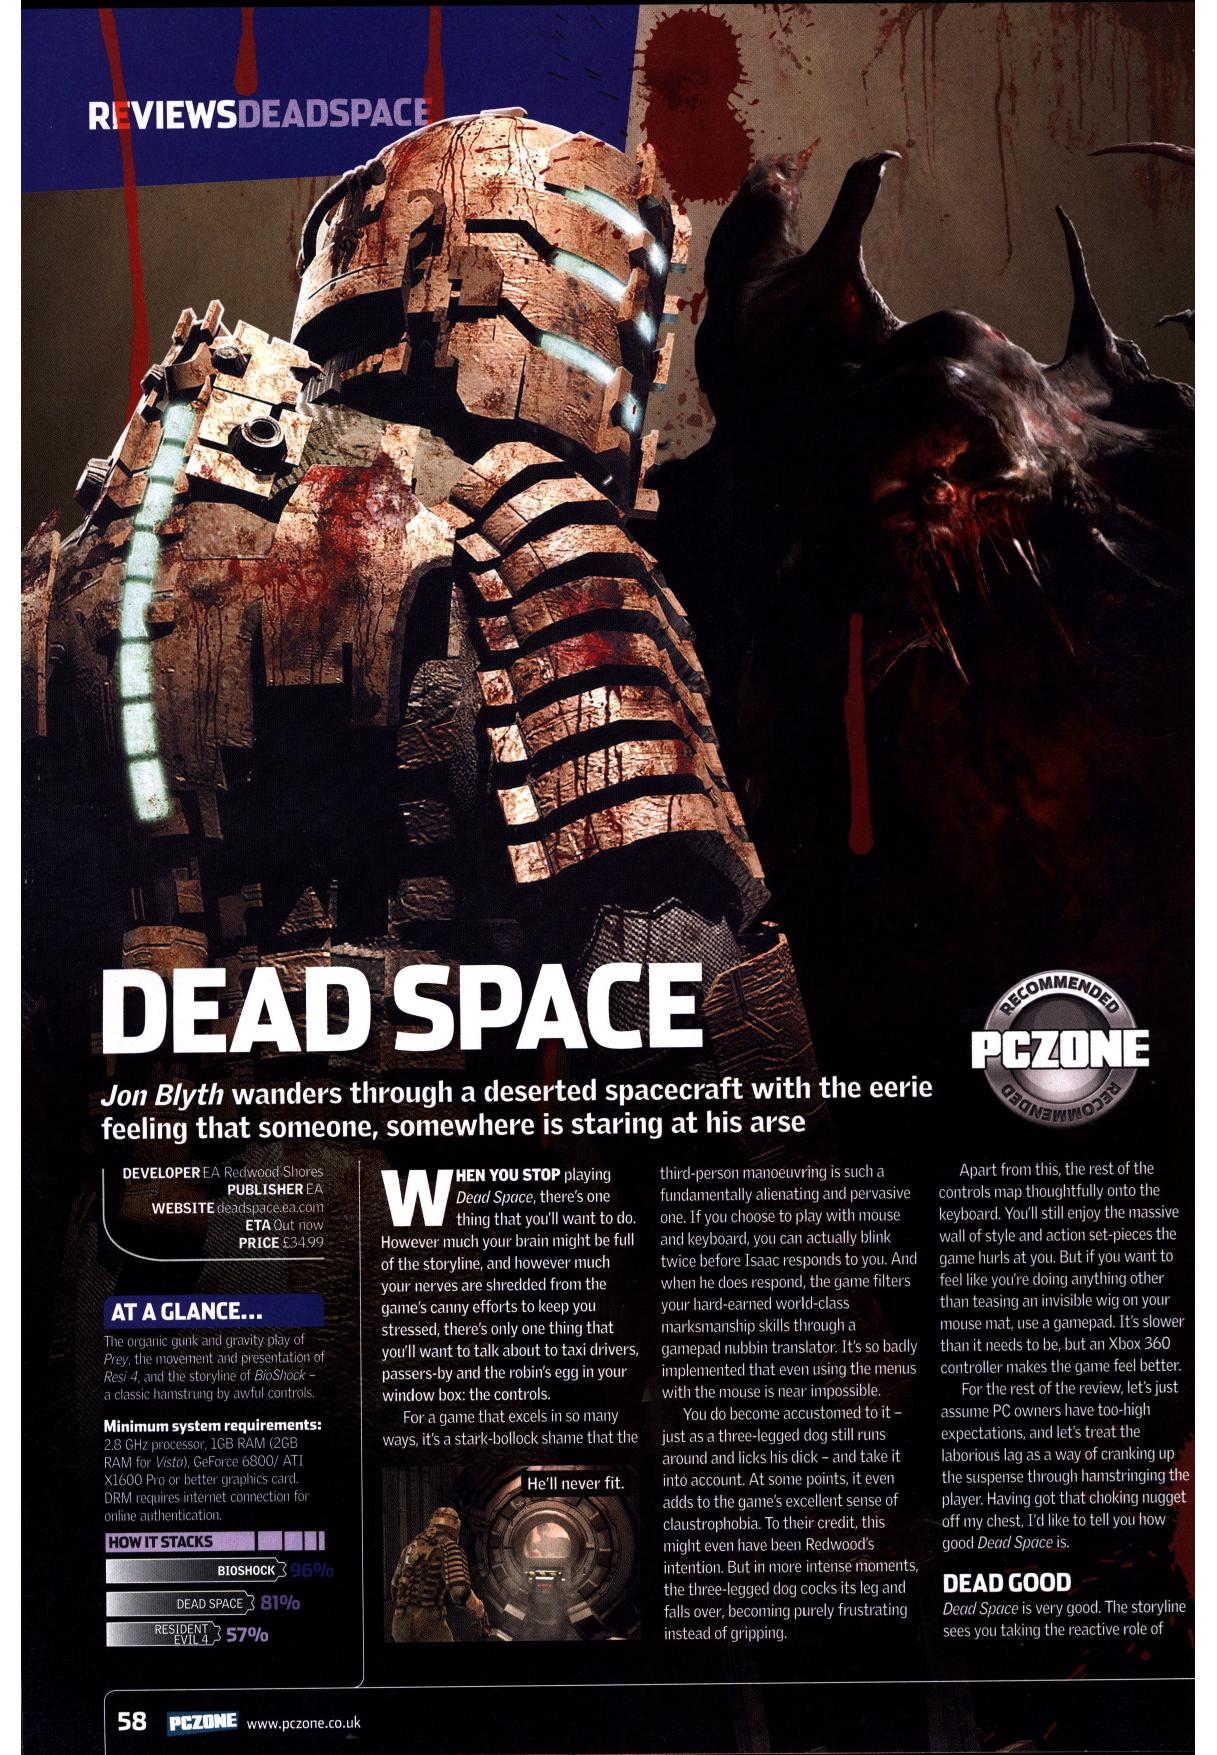 REVIEWSDEADSPACE
DEAD SPACE
RECOMMENDED
PCZONE
RECOMMENDED
Jon Blyth wanders through a deserted spacecraft with the eerie
feeling that someone, somewhere is staring at his arse
DEVELOPER EA Redwood Shores
PUBLISHER EA
WEBSITE deadspace.ea.com
ETA Out now
PRICE £34.99
AT A GLANCE...
The organic gunk and gravity play of
Prey, the movement and presentation of
Resi 4, and the storyline of BioShock –
a classic hamstrung by awful controls.
Minimum system requirements:
2.8 GHz processor, 1GB RAM (2GB
RAM for Vista), GeForce 6800/ ATI
X1600 Pro or better graphics card.
DRM requires internet connection for
online authentication.
HOW IT STACKS
BIOSHOCK 96%
DEAD SPACE 81%
RESIDENT
EVIL 4 57%
WHEN YOU STOP playing
Dead Space, there's one
thing that you'll want to do.
However much your brain might be full
of the storyline, and however much
your nerves are shredded from the
game's canny efforts to keep you
stressed, there's only one thing that
you'll want to talk about to taxi drivers,
passers-by and the robin's egg in your
window box: the controls.
For a game that excels in so many
ways, it's a stark-bollock shame that the
He'll never fit.
third-person manoeuvring is such a
fundamentally alienating and pervasive
one. If you choose to play with mouse
and keyboard, you can actually blink
twice before Isaac responds to you. And
when he does respond, the game filters
your hard-earned world-class
marksmanship skills through a
gamepad nubbin translator. It's so badly
implemented that even using the menus
with the mouse is near impossible.
You do become accustomed to it –
just as a three-legged dog still runs
around and licks his dick – and take it
into account. At some points, it even
adds to the game's excellent sense of
claustrophobia. To their credit, this
might even have been Redwood's
intention. But in more intense moments,
the three-legged dog cocks its leg and
falls over, becoming purely frustrating
instead of gripping.
Apart from this, the rest of the
controls map thoughtfully onto the
keyboard. You'll still enjoy the massive
wall of style and action set-pieces the
game hurls at you. But if you want to
feel like you're doing anything other
than teasing an invisible wig on your
mouse mat, use a gamepad. It's slower
than it needs to be, but an Xbox 360
controller makes the game feel better.
For the rest of the review, let's just
assume PC owners have too-high
expectations, and let's treat the
laborious lag as a way of cranking up
the suspense through hamstringing the
player. Having got that choking nugget
off my chest, I'd like to tell you how
good Dead Space is.
DEAD GOOD
Dead Space is very good. The storyline
sees you taking the reactive role of
58 PCZONE www.pczone.co.uk